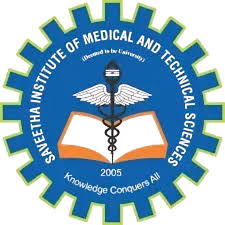 SAVEETHA INSTITUTE OF MEDICAL AND TECHNICAL SCIENCES
(Deemed to be University)
2005
Knowledge Conquers All